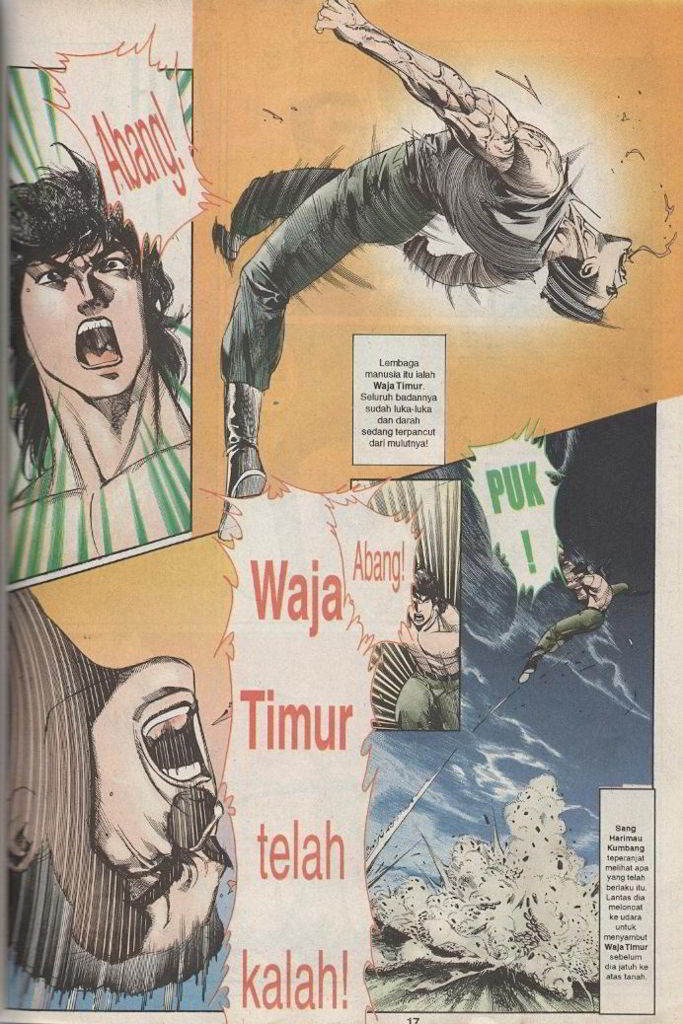 Abang!
Lembaga
manusia itu ialah
Waja Timur.
Seluruh badannya
sudah luka-luka
dan darah
sedang terpancut
dari mulutnya!
PUK
!
Abang!
Waja
Timur
telah
kalah!
Sang
Harimau
Kumbang
teperanjat
melihat apa
yang telah
berlaku itu.
Lantas dia
meloncat
ke udara
untuk
menyambut
Waja Timur
sebelum
dia jatuh ke
atas tanah.
17